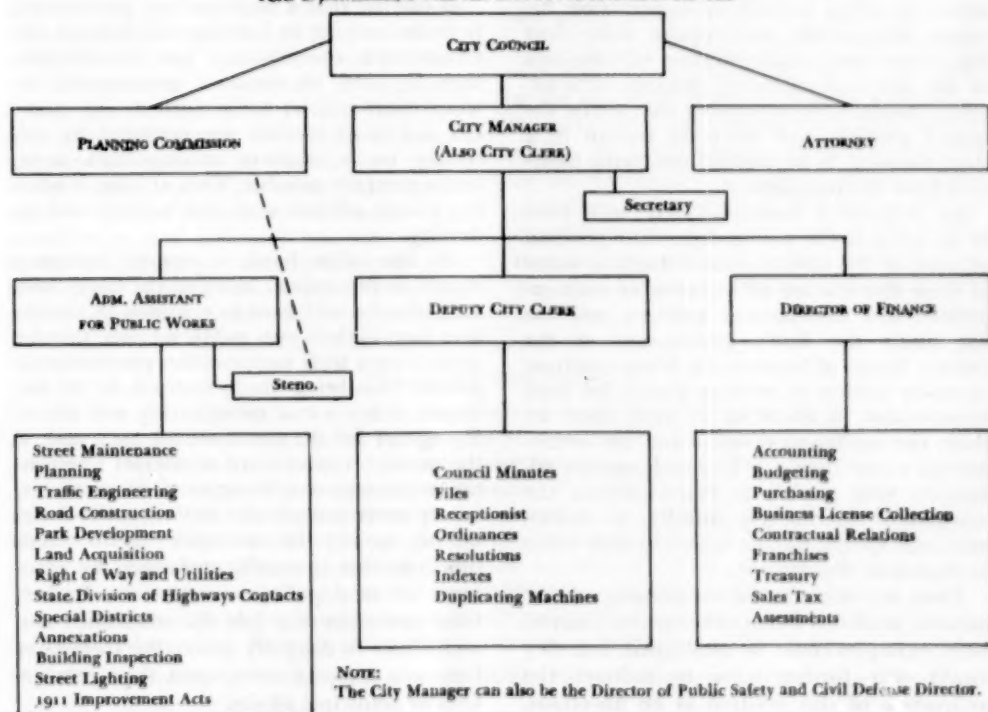 CITY COUNCIL
PLANNING COMMISSION
CITY MANAGER
(ALSO CITY CLERK)
ATTORNEY
Secretary
ADM. ASSISTANT
FOR PUBLIC WORKS
DEPUTY CITY CLERK
DIRECTOR OF FINANCE
Steno.
Street Maintenance
Planning
Traffic Engineering
Road Construction
Park Development
Land Acquisition
Right of Way and Utilities
State Division of Highways Contacts
Special Districts
Annexations
Building Inspection
Street Lighting
1911 Improvement Acts
Council Minutes
Files
Receptionist
Ordinances
Resolutions
Indexes
Duplicating Machines
Accounting
Budgeting
Purchasing
Business License Collection
Contractual Relations
Franchises
Treasury
Sales Tax
Assessments
NOTE:
The City Manager can also be the Director of Public Safety and Civil Defense Director.